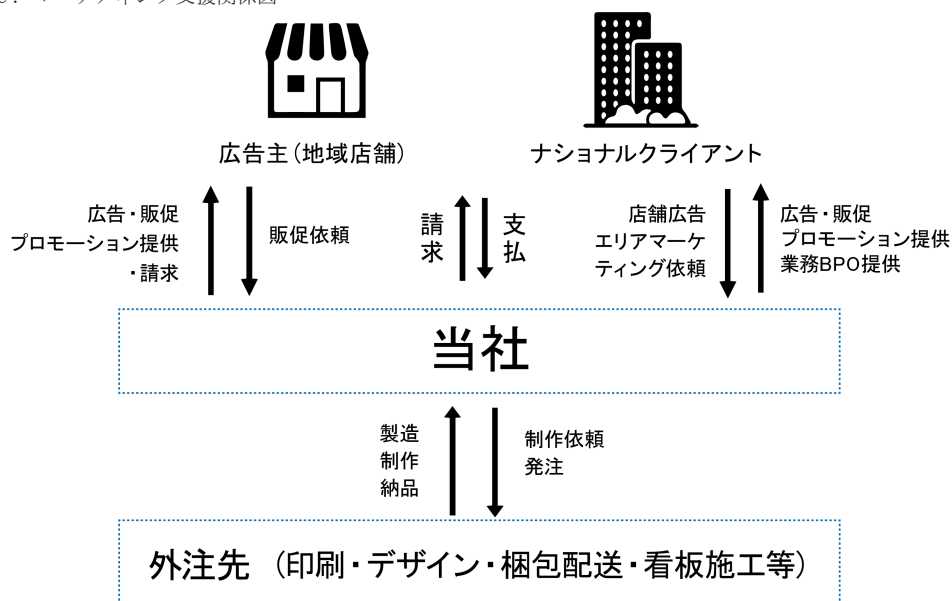 広告主（地域店舗）
ナショナルクライアント
広告・販促
プロモーション提供
・請求
販促依頼
請求
支払
店舗広告
エリアマーケ
ティング依頼
広告・販促
プロモーション提供
業務BPO提供
当社
製造
制作
納品
制作依頼
発注
外注先 （印刷・デザイン・梱包配送・看板施工等）